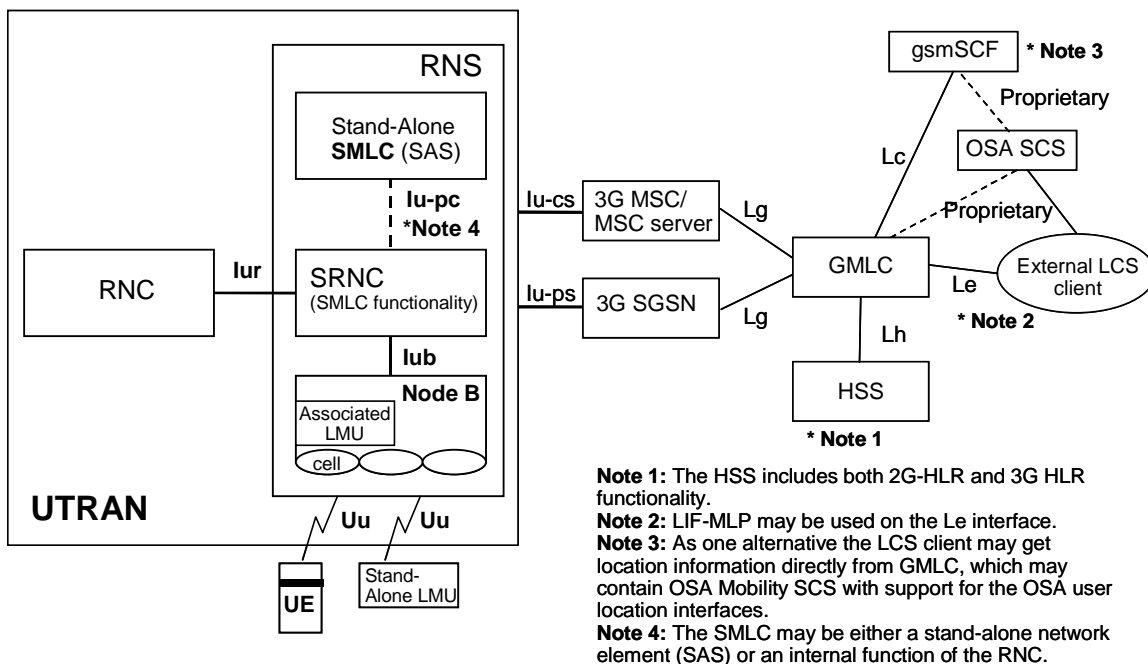 gsmSCF
* Note 3
RNS
Proprietary
Stand-Alone
SMLC (SAS)
OSA SCS
Lc
Iu-pc
*Note 4
Iu-cs
3G MSC/
MSC server
Lg
Proprietary
RNC
Iur
SRNC
(SMLC functionality)
Iu-ps
3G SGSN
Lg
GMLC
Le
External LCS
client
* Note 2
Lh
Iub
Node B
Associated
LMU
cell
HSS
* Note 1
UTRAN
Uu
Uu
UE
Stand-
Alone LMU
Note 1: The HSS includes both 2G-HLR and 3G HLR
functionality.
Note 2: LIF-MLP may be used on the Le interface.
Note 3: As one alternative the LCS client may get
location information directly from GMLC, which may
contain OSA Mobility SCS with support for the OSA user
location interfaces.
Note 4: The SMLC may be either a stand-alone network
element (SAS) or an internal function of the RNC.